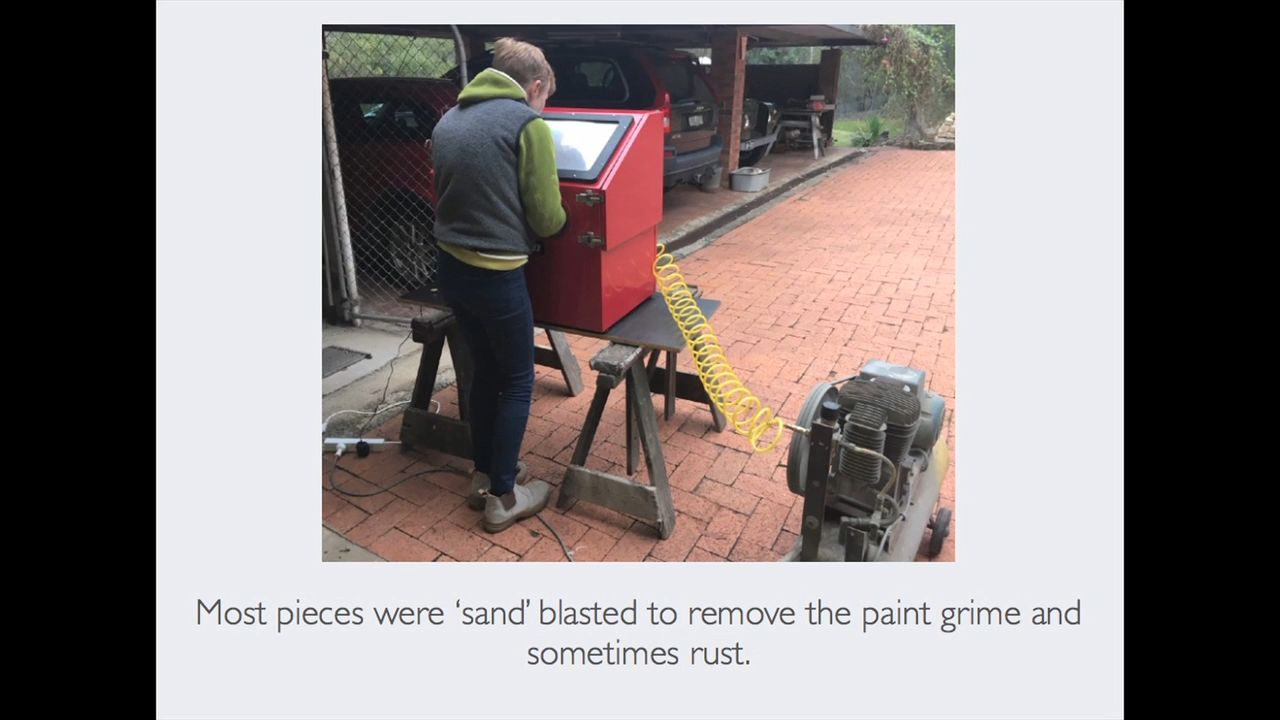 Most pieces were ‘sand’ blasted to remove the paint grime and
sometimes rust.